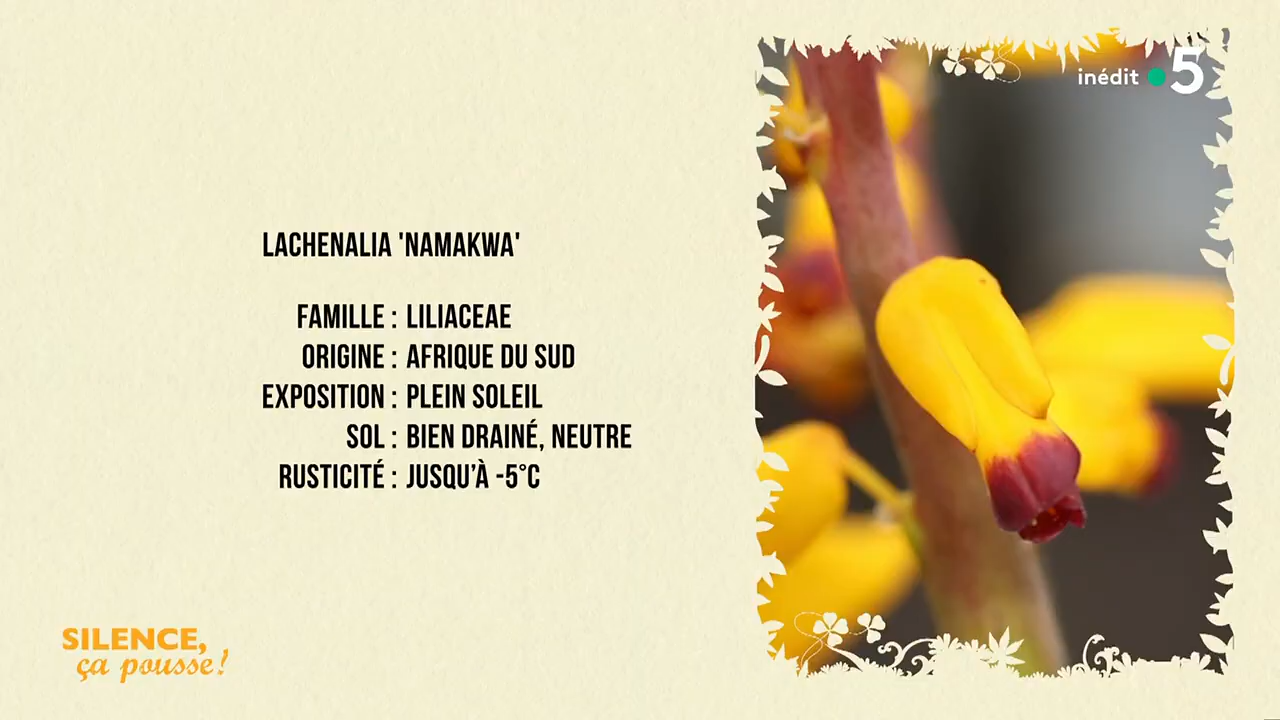 inédit 5
LACHENALIA 'NAMAKWA'
FAMILLE : LILIACEAE
ORIGINE : AFRIQUE DU SUD
EXPOSITION : PLEIN SOLEIL
SOL : BIEN DRAINÉ, NEUTRE
RUSTICITÉ : JUSQU'À -5°C
SILENCE,
ça pousse!